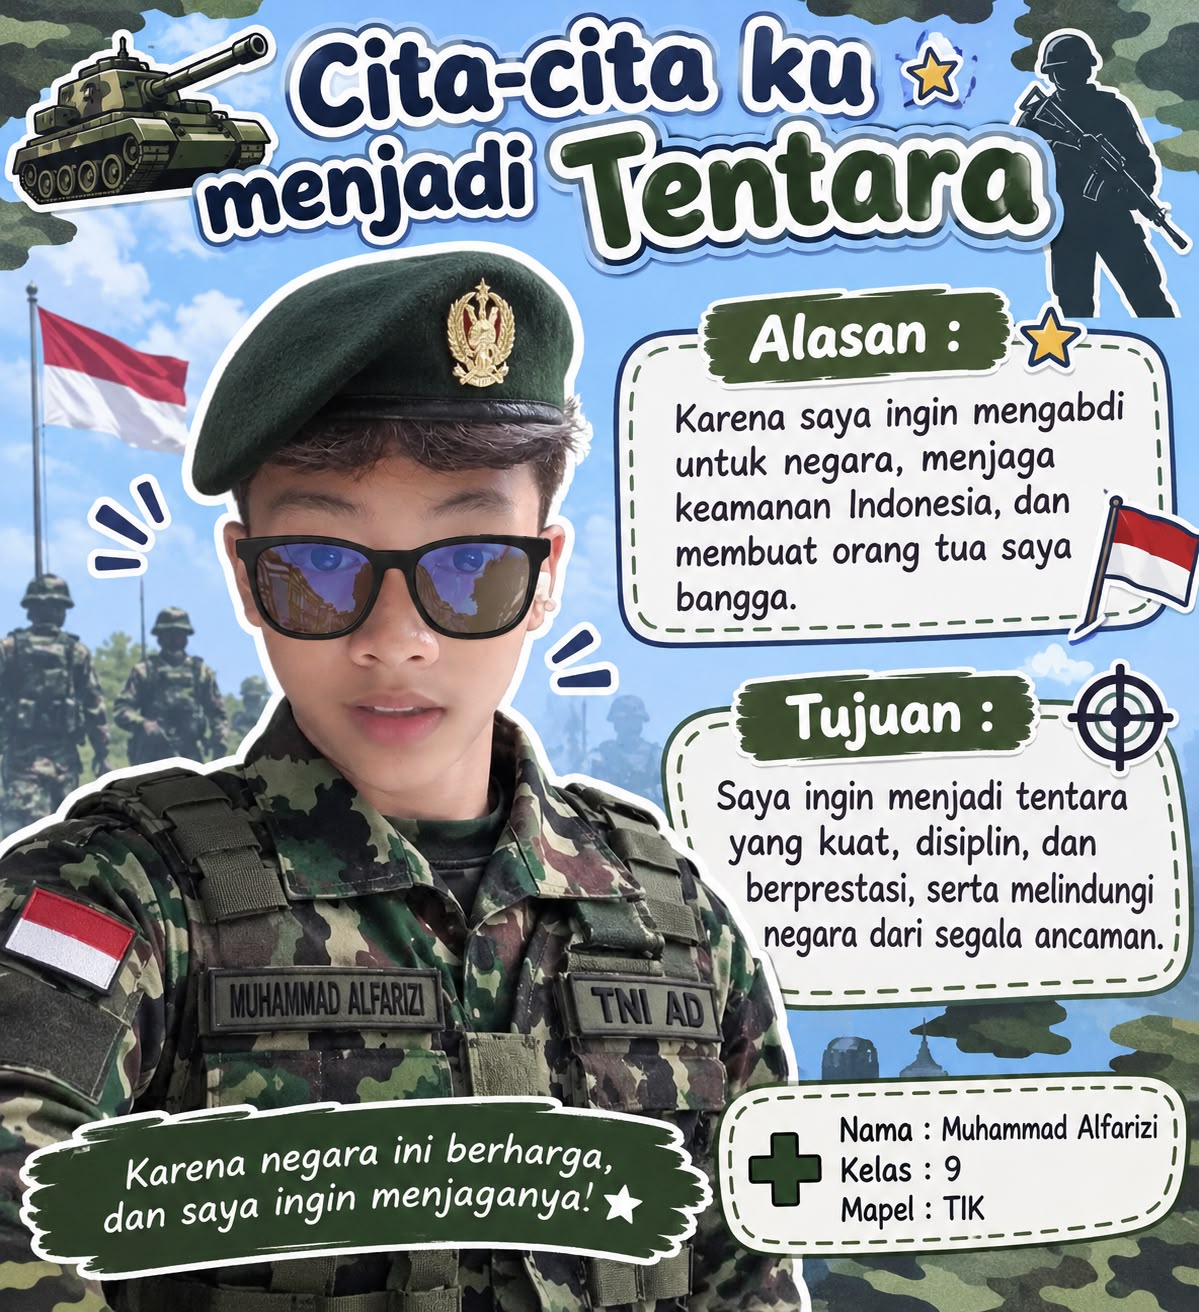 Cita-cita ku
menjadi Tentara
Alasan :
Karena saya ingin mengabdi
untuk negara, menjaga
keamanan Indonesia, dan
membuat orang tua saya
bangga.
Tujuan :
Saya ingin menjadi tentara
yang kuat, disiplin, dan
berprestasi, serta melindungi
negara dari segala ancaman.
MUHAMMAD ALFARIZI
TNI AD
Karena negara ini berharga,
dan saya ingin menjaganya!
Nama : Muhammad Alfarizi
Kelas : 9
Mapel : TIK